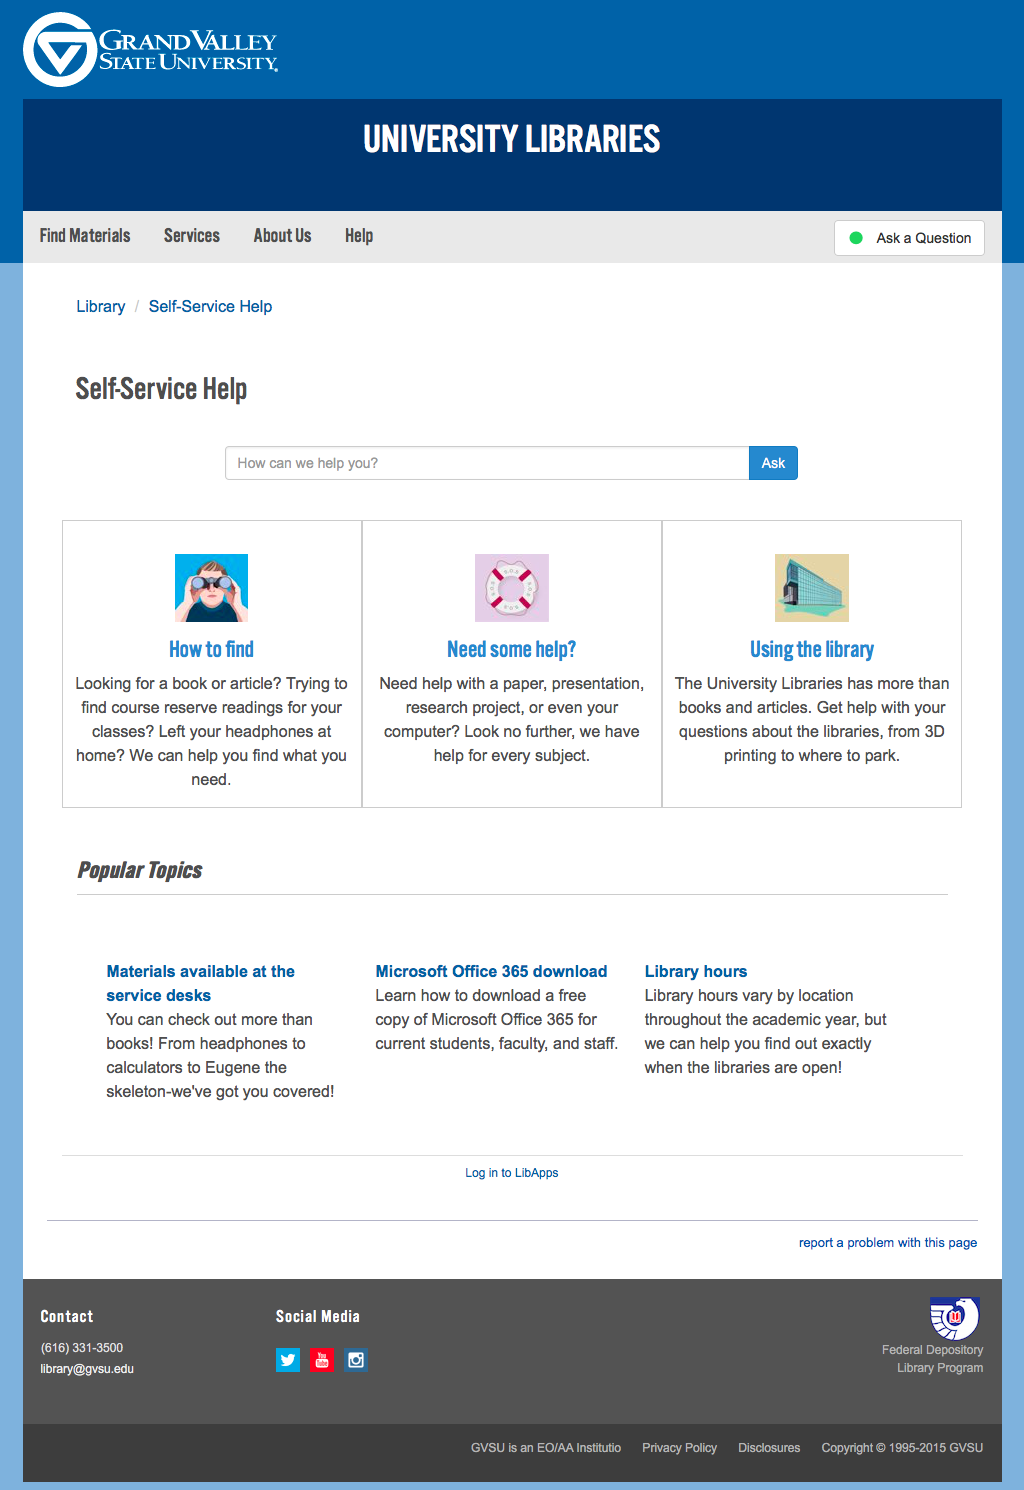 GRAND VALLEY
STATE UNIVERSITY.
UNIVERSITY LIBRARIES
Find Materials Services About Us Help Ask a Question
Library / Self-Service Help
Self-Service Help
How can we help you? Ask
How to find
Looking for a book or article? Trying to
find course reserve readings for your
classes? Left your headphones at
home? We can help you find what you
need.
Need some help?
Need help with a paper, presentation,
research project, or even your
computer? Look no further, we have
help for every subject.
Using the library
The University Libraries has more than
books and articles. Get help with your
questions about the libraries, from 3D
printing to where to park.
Popular Topics
Materials available at the
service desks
You can check out more than
books! From headphones to
calculators to Eugene the
skeleton-we've got you covered!
Microsoft Office 365 download
Learn how to download a free
copy of Microsoft Office 365 for
current students, faculty, and staff.
Library hours
Library hours vary by location
throughout the academic year, but
we can help you find out exactly
when the libraries are open!
Log in to LibApps
report a problem with this page
Contact
(616) 331-3500
library@gvsu.edu
Social Media
You
Tube
Federal Depository
Library Program
GVSU is an EO/AA Institutio Privacy Policy Disclosures Copyright © 1995-2015 GVSU